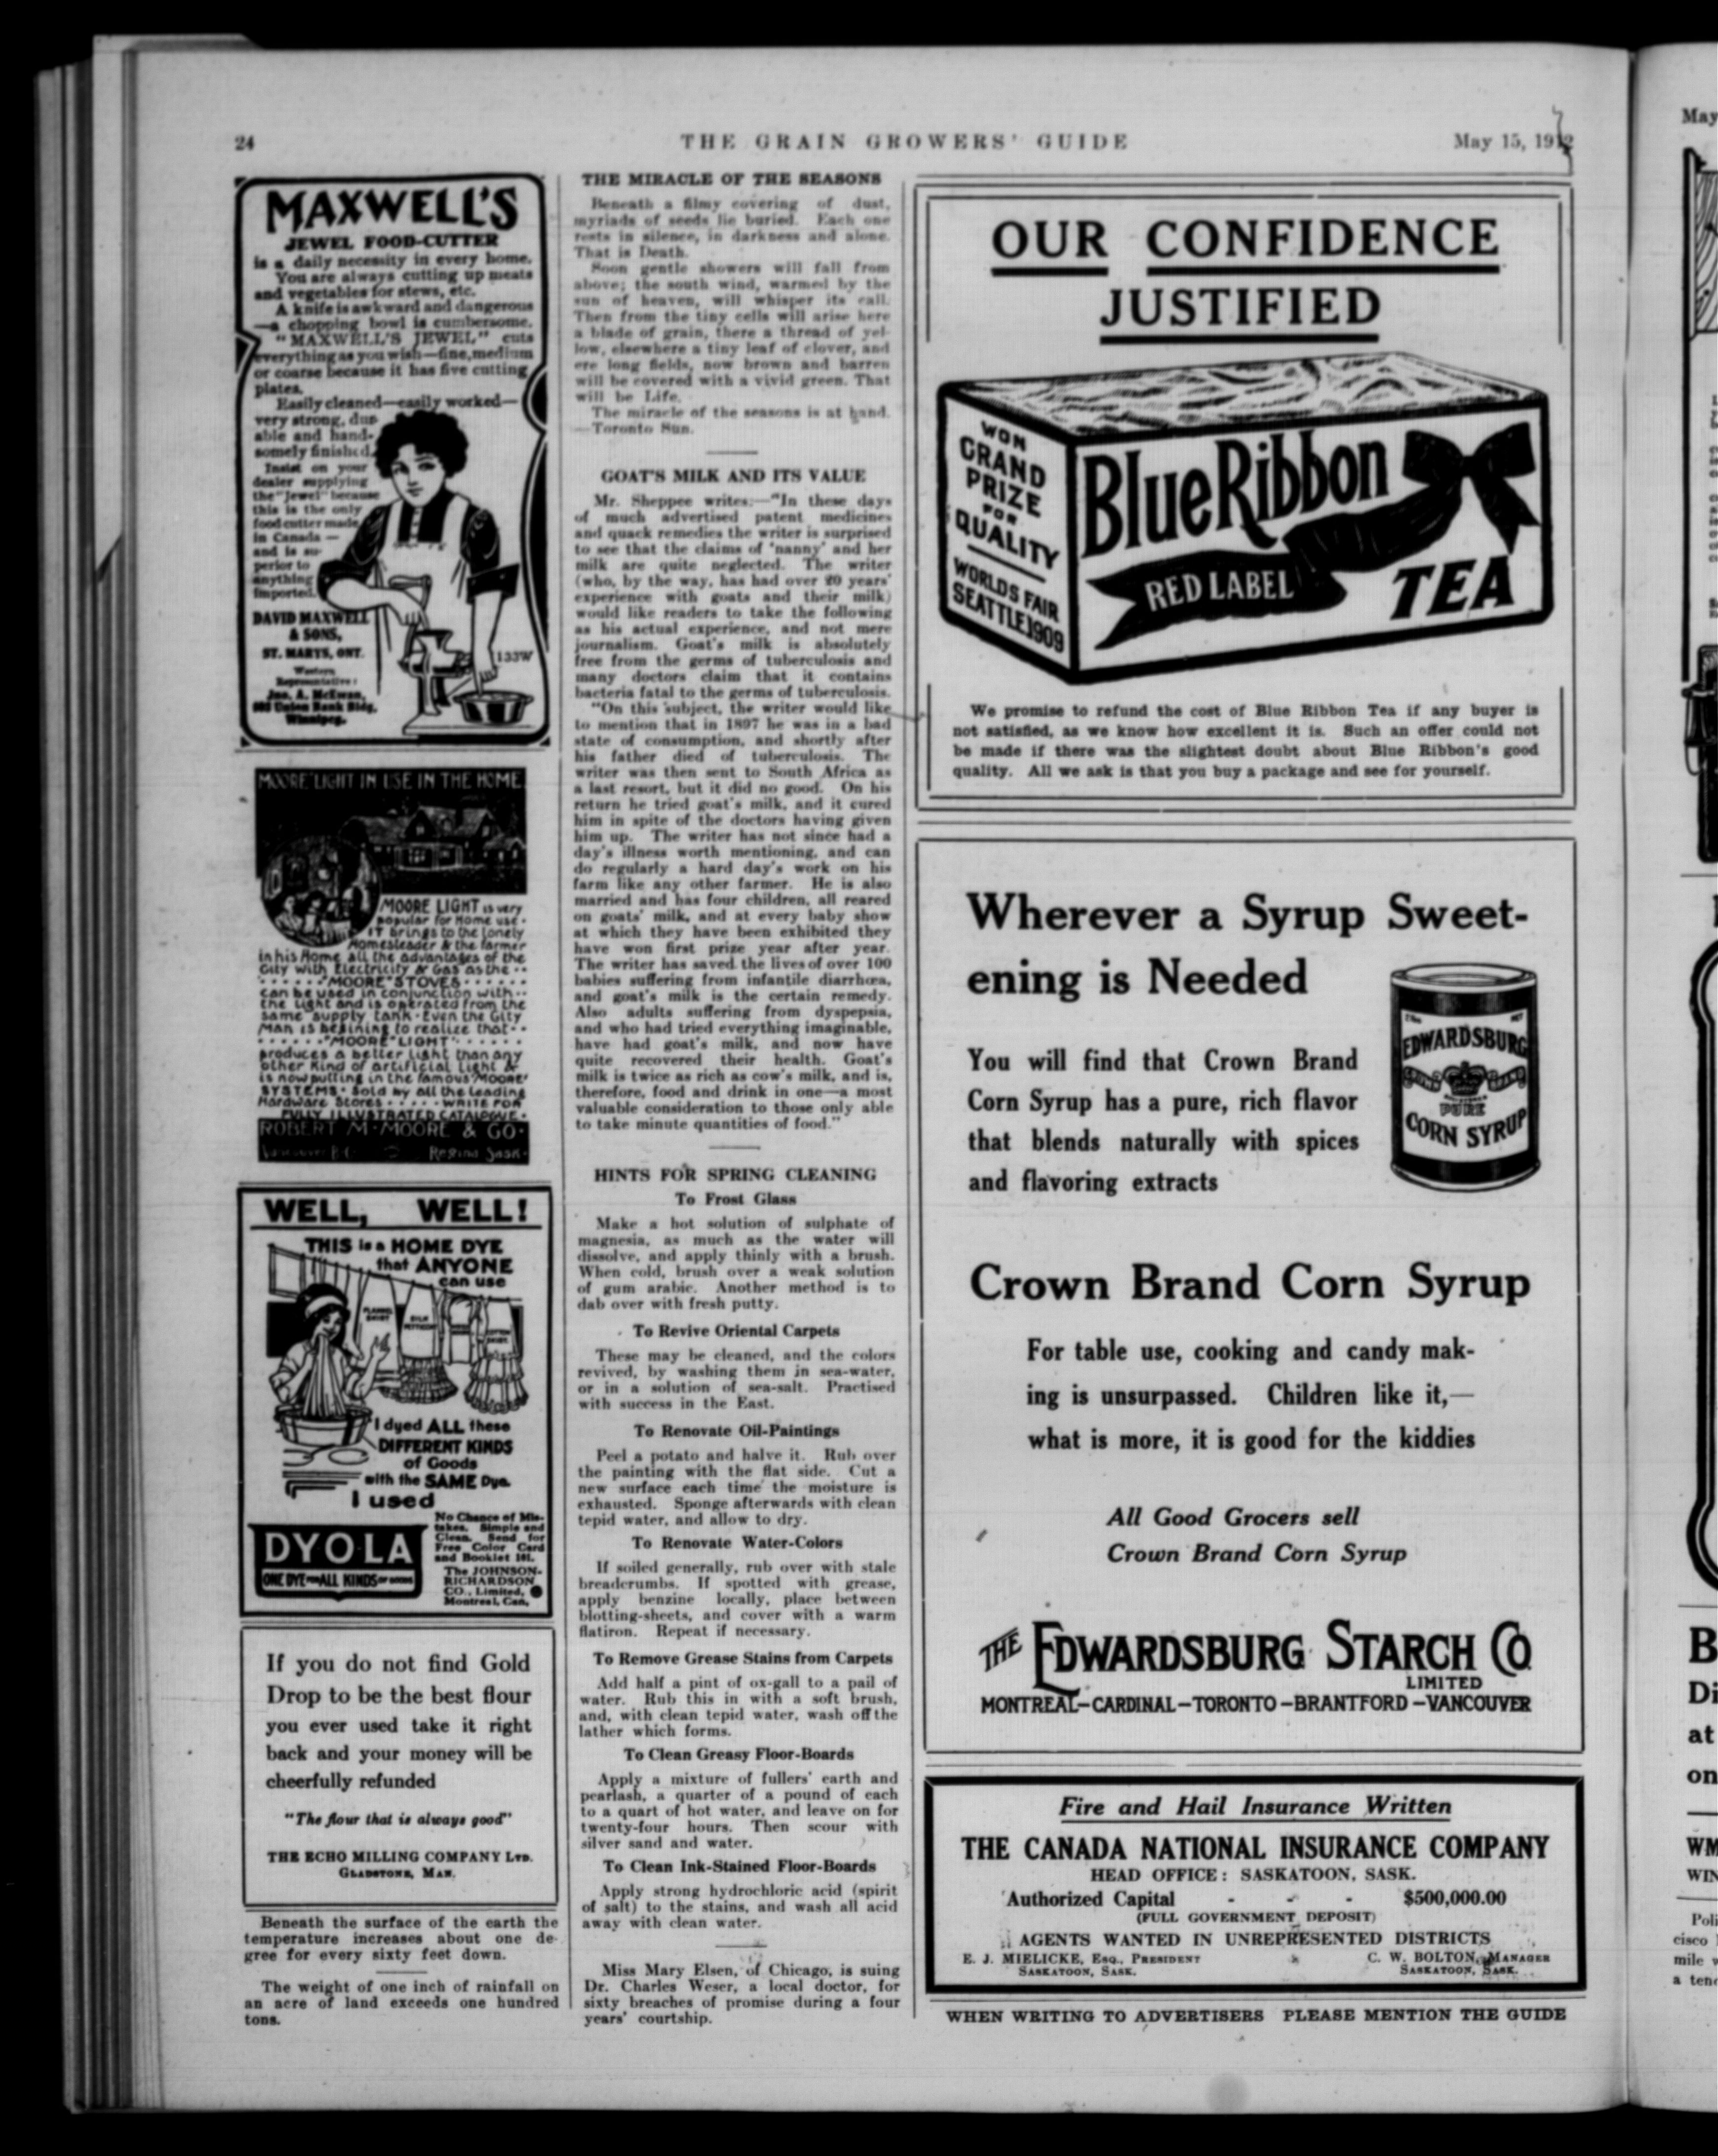 24
THE GRAIN GROWERS' GUIDE
May 15, 1912
MAXWELL'S
JEWEL FOOD-CUTTER
is a daily necessity in every home.
You are always cutting up meats
and vegetables for stews, etc.
A knife is awkward and dangerous
—a chopping bowl is cumbersome.
"MAXWELL'S JEWEL" cuts
everything as you wish—fine, medium
or coarse because it has five cutting
plates.
Easily cleaned—easily worked—
very strong, dur-
able and hand-
somely finished.
Insist on your
dealer supplying
the "Jewel" because
this is the only
food cutter made
in Canada —
and is su-
perior to
anything
imported.
DAVID MAXWELL
& SONS,
ST. MARYS, ONT.
Western
Representative:
Jno. A. McEwan,
Union Bank Bldg.
Winnipeg.
133W
MOORE LIGHT IN USE IN THE HOME
MOORE LIGHT is very
popular for Home use.
IT brings to the lonely
Homesteader & the farmer
in his Home all the advantages of the
City with Electricity & Gas as the
"MOORE" STOVES
can be used in conjunction with
the Light and is operated from the
same supply tank. Even the City
Man is begining to realize that
"MOORE" LIGHT
produces a better light than any
other Kind of artificial Light &
is now putting in the famous "MOORE"
SYSTEMS. Sold by all the leading
Hardware Stores WRITE FOR
FULLY ILLUSTRATED CATALOGUE.
ROBERT M. MOORE & CO.
Vancouver B.C. Regina Sask.
WELL, WELL!
THIS is a HOME DYE
that ANYONE
can use
I dyed ALL these
DIFFERENT KINDS
of Goods
with the SAME Dye.
I used
DYOLA
ONE DYE FOR ALL KINDS OF GOODS
No Chance of Mis-
takes. Simple and
Clean. Send for
Free Color Card
and Booklet 101.
The JOHNSON-
RICHARDSON
CO., Limited,
Montreal, Can.
If you do not find Gold
Drop to be the best flour
you ever used take it right
back and your money will be
cheerfully refunded
"The flour that is always good"
THE ECHO MILLING COMPANY LTD.
GLADSTONE, MAN.
Beneath the surface of the earth the
temperature increases about one de-
gree for every sixty feet down.
The weight of one inch of rainfall on
an acre of land exceeds one hundred
tons.
THE MIRACLE OF THE SEASONS
Beneath a filmy covering of dust,
myriads of seeds lie buried. Each one
rests in silence, in darkness and alone.
That is Death.
Soon gentle showers will fall from
above; the south wind, warmed by the
sun of heaven, will whisper its call.
Then from the tiny cells will arise here
a blade of grain, there a thread of yel-
low, elsewhere a tiny leaf of clover, and
ere long fields, now brown and barren
will be covered with a vivid green. That
will be Life.
The miracle of the seasons is at hand.
—Toronto Sun.
GOAT'S MILK AND ITS VALUE
Mr. Sheppee writes:—"In these days
of much advertised patent medicines
and quack remedies the writer is surprised
to see that the claims of 'nanny' and her
milk are quite neglected. The writer
(who, by the way, has had over 20 years'
experience with goats and their milk)
would like readers to take the following
as his actual experience, and not mere
journalism. Goat's milk is absolutely
free from the germs of tuberculosis and
many doctors claim that it contains
bacteria fatal to the germs of tuberculosis.
"On this subject, the writer would like
to mention that in 1897 he was in a bad
state of consumption, and shortly after
his father died of tuberculosis. The
writer was then sent to South Africa as
a last resort, but it did no good. On his
return he tried goat's milk, and it cured
him in spite of the doctors having given
him up. The writer has not since had a
day's illness worth mentioning, and can
do regularly a hard day's work on his
farm like any other farmer. He is also
married and has four children, all reared
on goats' milk, and at every baby show
at which they have been exhibited they
have won first prize year after year.
The writer has saved the lives of over 100
babies suffering from infantile diarrhœa,
and goat's milk is the certain remedy.
Also adults suffering from dyspepsia,
and who had tried everything imaginable,
have had goat's milk, and now have
quite recovered their health. Goat's
milk is twice as rich as cow's milk, and is,
therefore, food and drink in one—a most
valuable consideration to those only able
to take minute quantities of food."
HINTS FOR SPRING CLEANING
To Frost Glass
Make a hot solution of sulphate of
magnesia, as much as the water will
dissolve, and apply thinly with a brush.
When cold, brush over a weak solution
of gum arabic. Another method is to
dab over with fresh putty.
To Revive Oriental Carpets
These may be cleaned, and the colors
revived, by washing them in sea-water,
or in a solution of sea-salt. Practised
with success in the East.
To Renovate Oil-Paintings
Peel a potato and halve it. Rub over
the painting with the flat side. Cut a
new surface each time the moisture is
exhausted. Sponge afterwards with clean
tepid water, and allow to dry.
To Renovate Water-Colors
If soiled generally, rub over with stale
breadcrumbs. If spotted with grease,
apply benzine locally, place between
blotting-sheets, and cover with a warm
flatiron. Repeat if necessary.
To Remove Grease Stains from Carpets
Add half a pint of ox-gall to a pail of
water. Rub this in with a soft brush,
and, with clean tepid water, wash off the
lather which forms.
To Clean Greasy Floor-Boards
Apply a mixture of fullers' earth and
pearlash, a quarter of a pound of each
to a quart of hot water, and leave on for
twenty-four hours. Then scour with
silver sand and water.
To Clean Ink-Stained Floor-Boards
Apply strong hydrochloric acid (spirit
of salt) to the stains, and wash all acid
away with clean water.
Miss Mary Elsen, of Chicago, is suing
Dr. Charles Weser, a local doctor, for
sixty breaches of promise during a four
years' courtship.
OUR CONFIDENCE
JUSTIFIED
WON
GRAND
PRIZE
FOR
QUALITY
WORLDS FAIR
SEATTLE 1909
Blue Ribbon
RED LABEL
TEA
We promise to refund the cost of Blue Ribbon Tea if any buyer is
not satisfied, as we know how excellent it is. Such an offer could not
be made if there was the slightest doubt about Blue Ribbon's good
quality. All we ask is that you buy a package and see for yourself.
Wherever a Syrup Sweet-
ening is Needed
You will find that Crown Brand
Corn Syrup has a pure, rich flavor
that blends naturally with spices
and flavoring extracts
EDWARDSBURG
PURE
CORN SYRUP
Crown Brand Corn Syrup
For table use, cooking and candy mak-
ing is unsurpassed. Children like it,—
what is more, it is good for the kiddies
All Good Grocers sell
Crown Brand Corn Syrup
THE EDWARDSBURG STARCH CO.
LIMITED
MONTREAL—CARDINAL—TORONTO—BRANTFORD—VANCOUVER
Fire and Hail Insurance Written
THE CANADA NATIONAL INSURANCE COMPANY
HEAD OFFICE: SASKATOON, SASK.
Authorized Capital - - - $500,000.00
(FULL GOVERNMENT DEPOSIT)
AGENTS WANTED IN UNREPRESENTED DISTRICTS
E. J. MIELICKE, ESQ., PRESIDENT
SASKATOON, SASK.
C. W. BOLTON, MANAGER
SASKATOON, SASK.
WHEN WRITING TO ADVERTISERS PLEASE MENTION THE GUIDE
May
B
Di
at
on
WM
WIN
Poli
cisco
mile
a ten